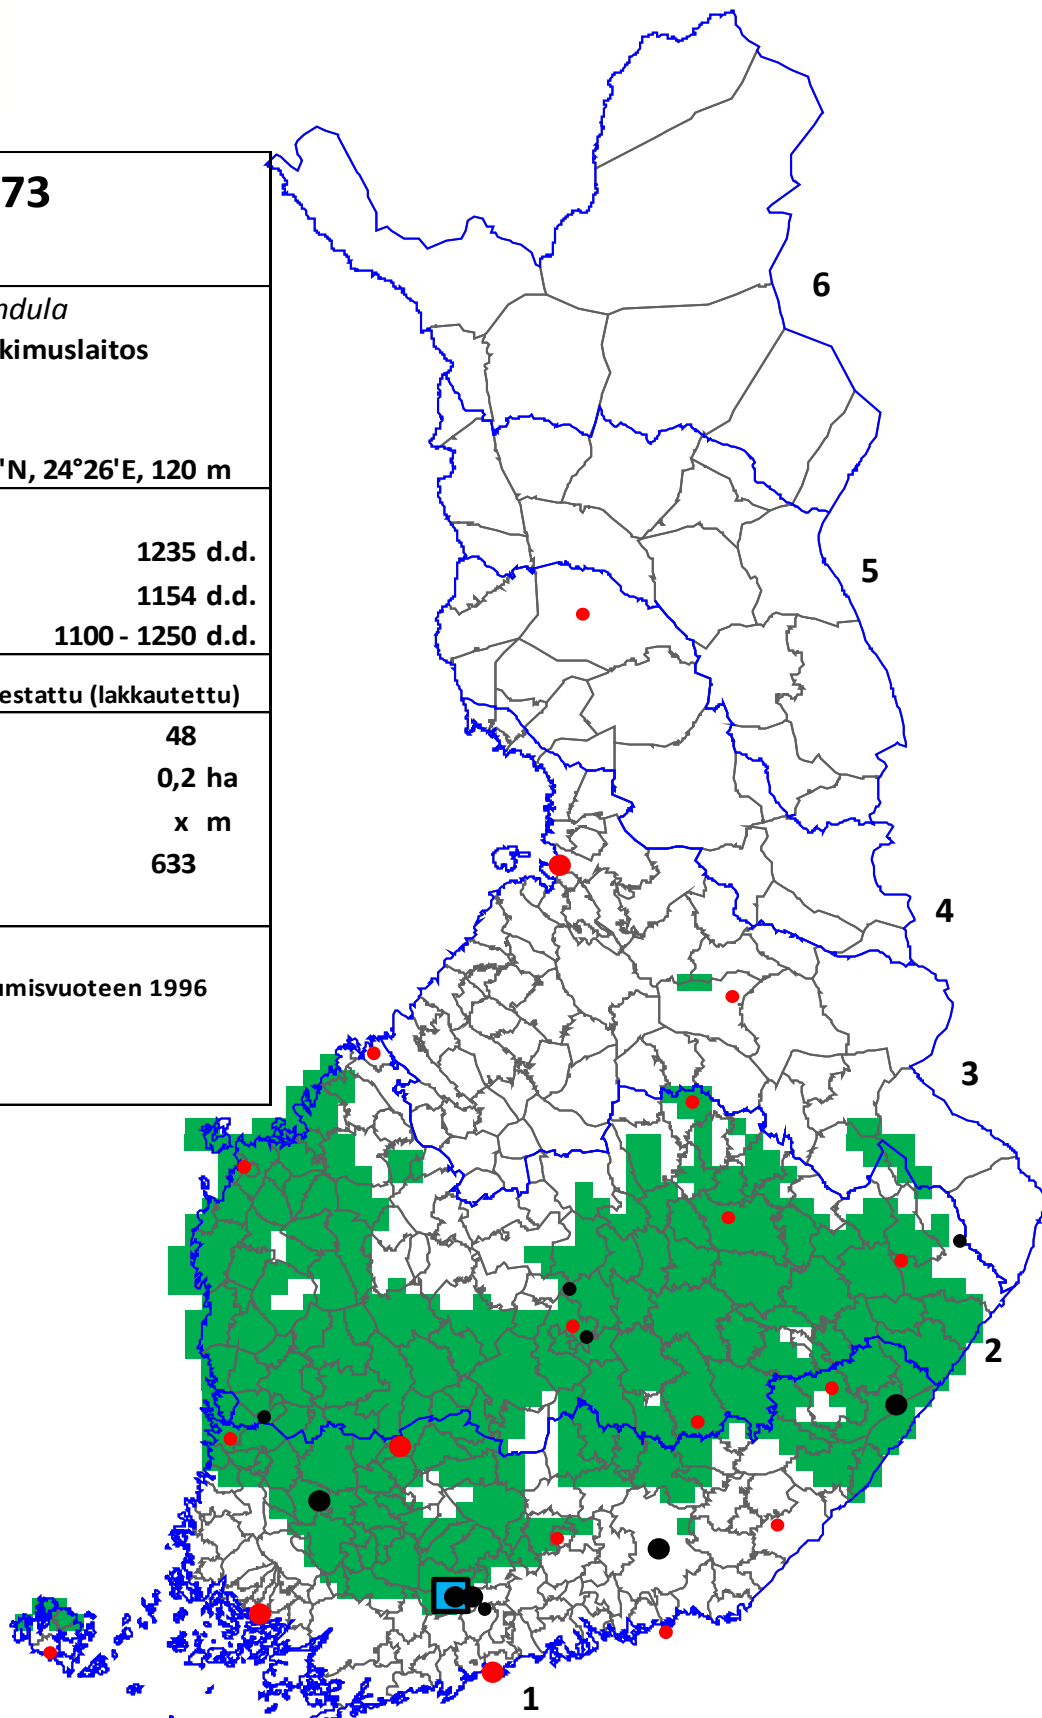 73
ndula
kimuslaitos
'N, 24°26'E, 120 m
1235 d.d.
1154 d.d.
1100 - 1250 d.d.
estattu (lakkautettu)
48
0,2 ha
x m
633
umisvuoteen 1996
6
5
4
3
2
1